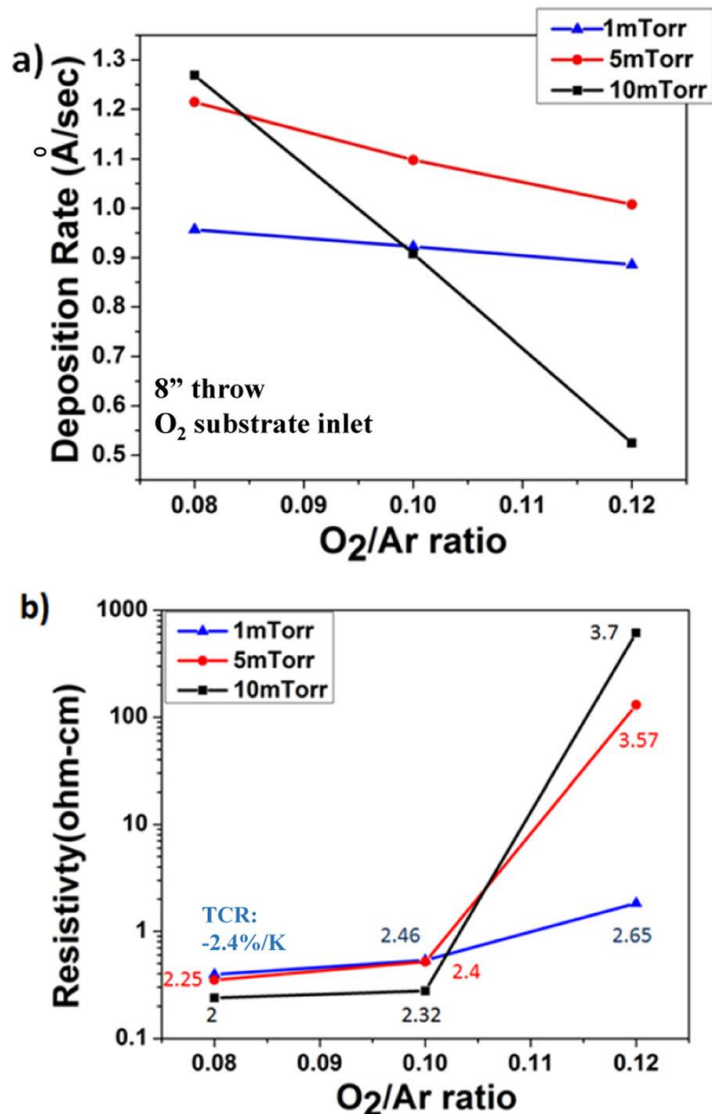 a)
1mTorr
5mTorr
10mTorr
1.3
1.2
1.1
1.0
0.9
0.8
0.7
0.6
0.5
Deposition Rate (Å/sec)
8” throw
O₂ substrate inlet
0.08 0.09 0.10 0.11 0.12
O₂/Ar ratio
b)
1mTorr
5mTorr
10mTorr
1000
100
10
1
0.1
Resistivty(ohm-cm)
3.7
3.57
TCR:
-2.4%/K
2.46
2.65
2.25
2.4
2
2.32
0.08 0.09 0.10 0.11 0.12
O₂/Ar ratio